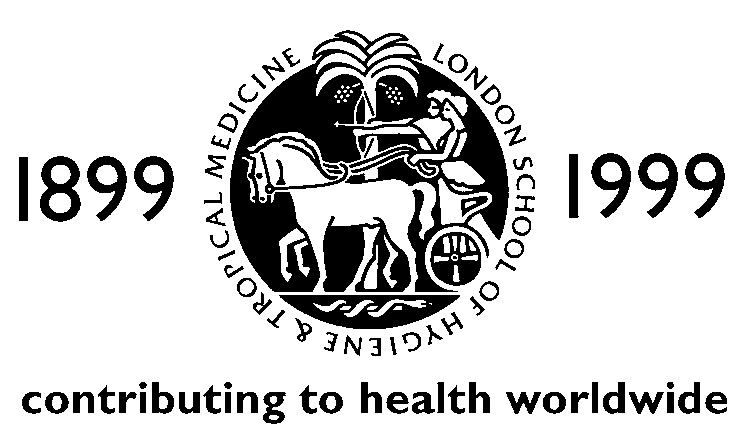 1899
LONDON SCHOOL OF HYGIENE & TROPICAL MEDICINE
1999
contributing to health worldwide